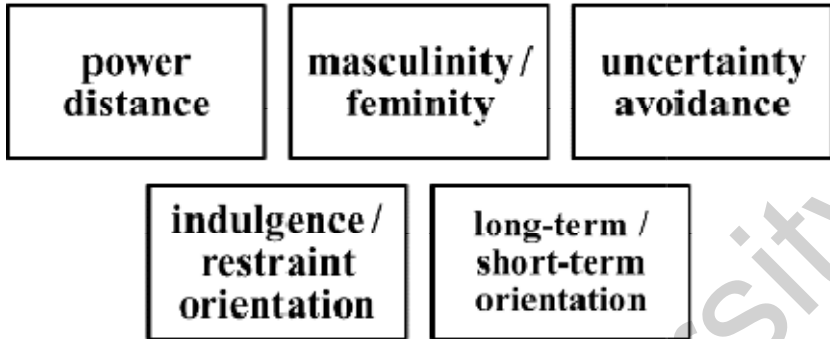 power
distance
masculinity /
feminity
uncertainty
avoidance
indulgence /
restraint
orientation
long-term /
short-term
orientation